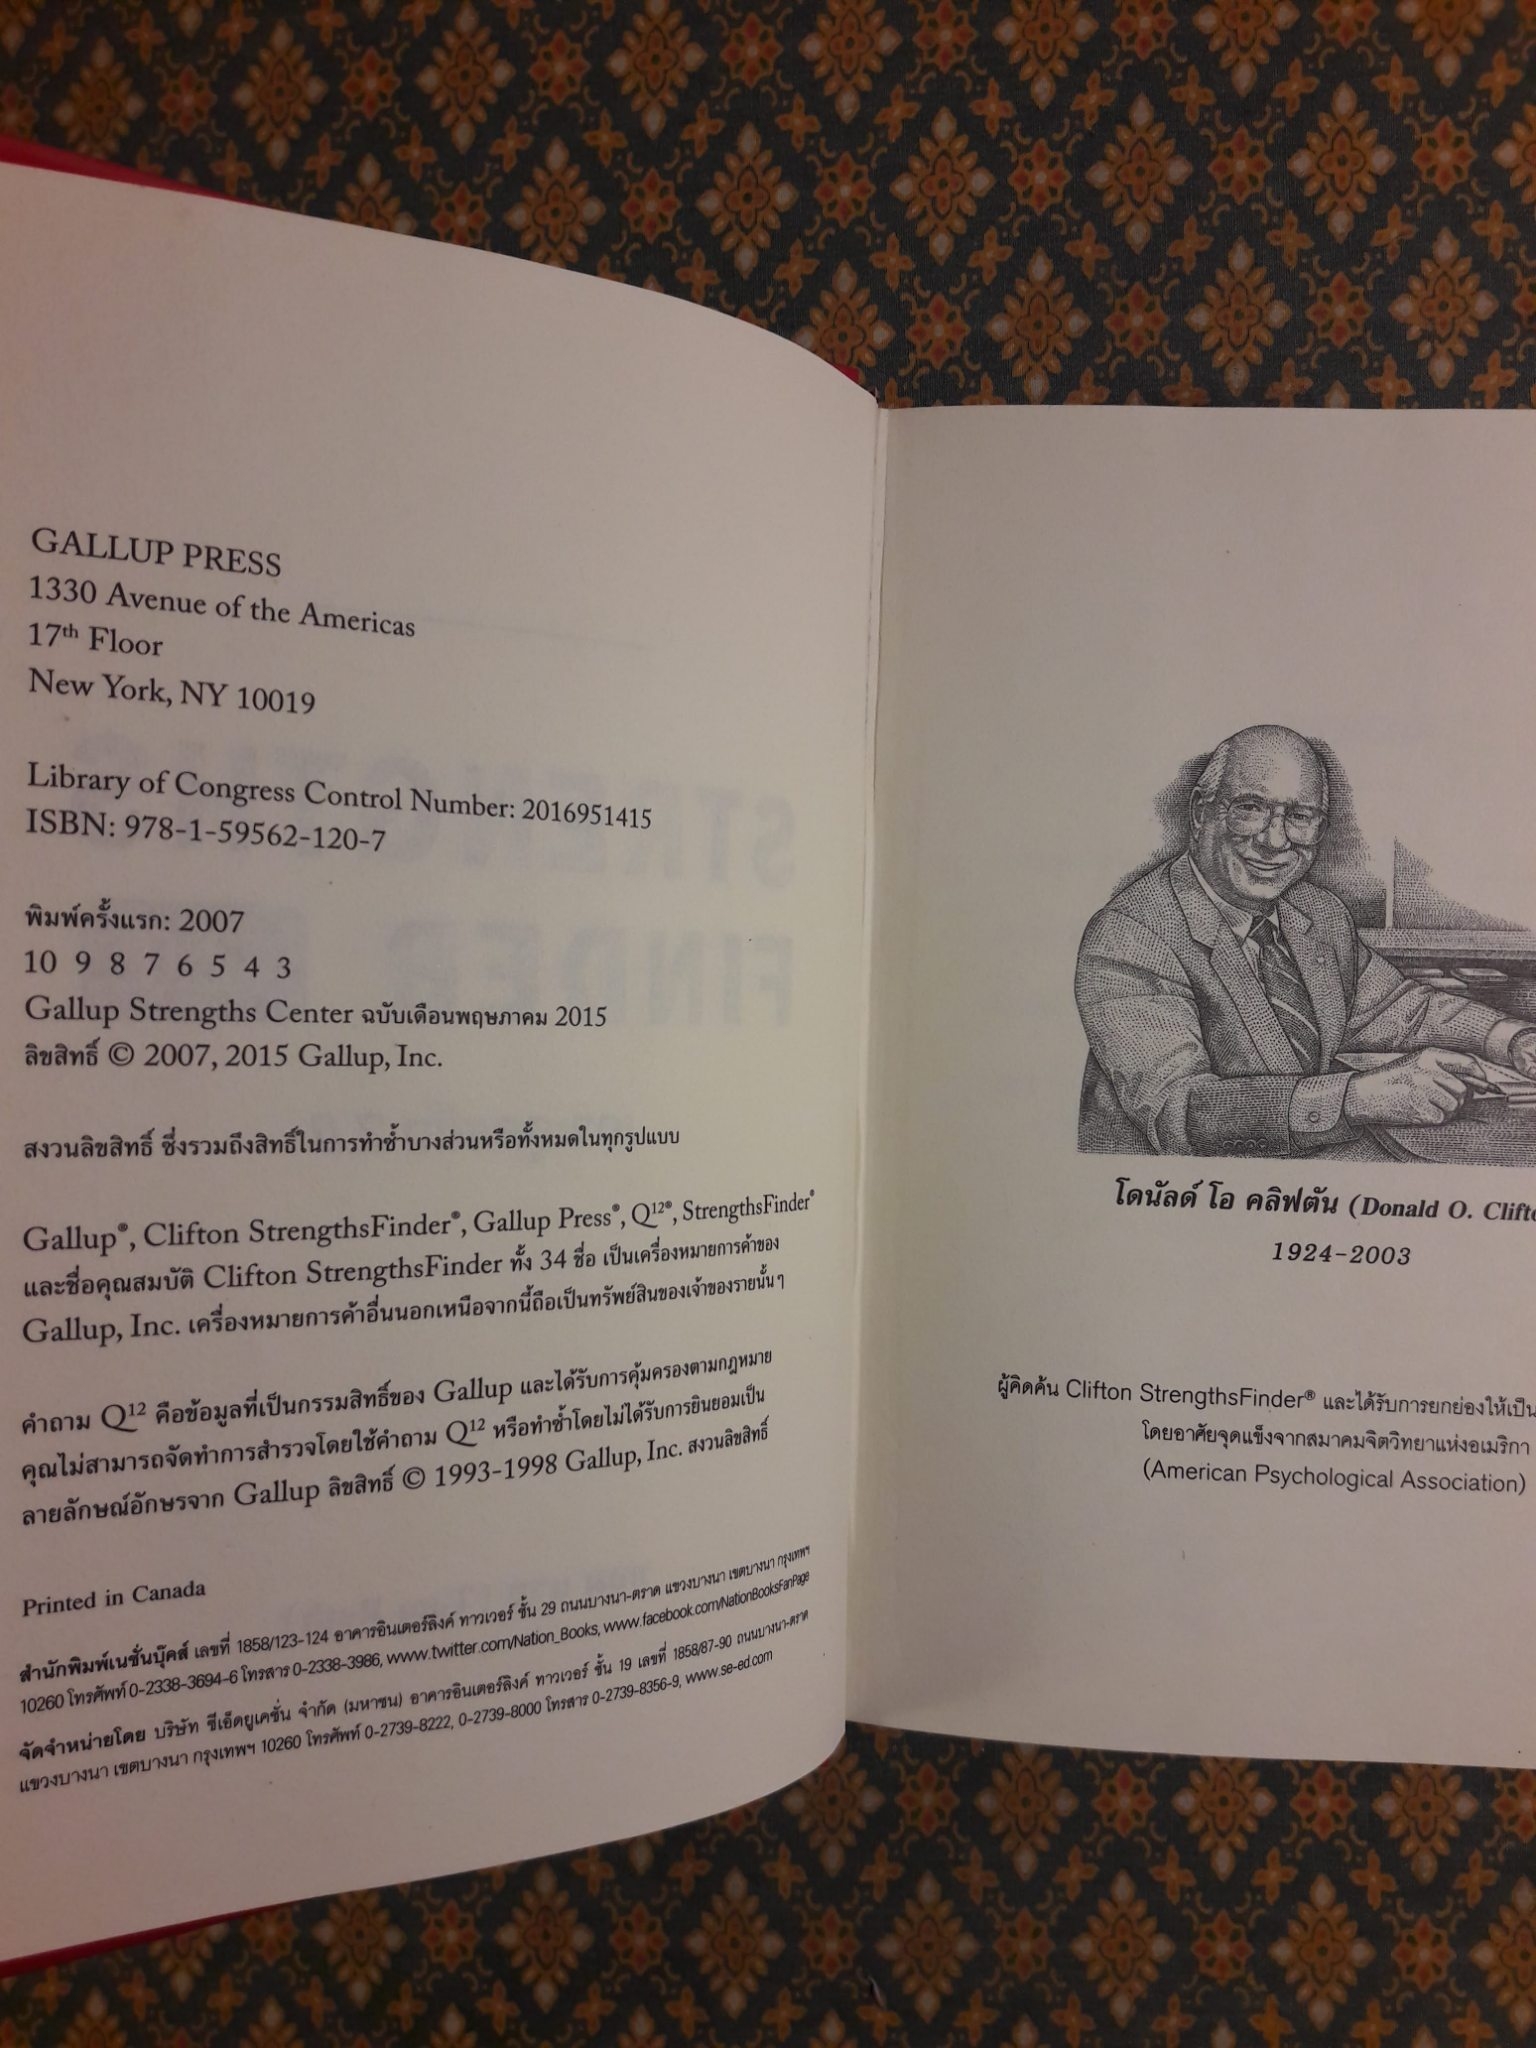 GALLUP PRESS
1330 Avenue of the Americas
17th Floor
New York, NY 10019
Library of Congress Control Number: 2016951415
ISBN: 978-1-59562-120-7
พิมพ์ครั้งแรก: 2007
10 9 8 7 6 5 4 3
Gallup Strengths Center ฉบับเดือนพฤษภาคม 2015
ลิขสิทธิ์ © 2007, 2015 Gallup, Inc.
สงวนลิขสิทธิ์ ซึ่งรวมถึงสิทธิ์ในการทำซ้ำบางส่วนหรือทั้งหมดในทุกรูปแบบ
Gallup®, Clifton StrengthsFinder®, Gallup Press®, Q12®, StrengthsFinder®
และชื่อคุณสมบัติ Clifton StrengthsFinder ทั้ง 34 ชื่อ เป็นเครื่องหมายการค้าของ
Gallup, Inc. เครื่องหมายการค้าอื่นนอกเหนือจากนี้ถือเป็นทรัพย์สินของเจ้าของรายนั้นๆ
คำถาม Q12 คือข้อมูลที่เป็นกรรมสิทธิ์ของ Gallup และได้รับการคุ้มครองตามกฎหมาย
คุณไม่สามารถจัดทำการสำรวจโดยใช้คำถาม Q12 หรือทำซ้ำโดยไม่ได้รับการยินยอมเป็น
ลายลักษณ์อักษรจาก Gallup ลิขสิทธิ์ © 1993-1998 Gallup, Inc. สงวนลิขสิทธิ์
Printed in Canada
สำนักพิมพ์เนชั่นบุ๊คส์ เลขที่ 1858/123-124 อาคารอินเตอร์ลิงค์ ทาวเวอร์ ชั้น 29 ถนนบางนา-ตราด แขวงบางนา เขตบางนา กรุงเทพฯ
10260 โทรศัพท์ 0-2338-3694-6 โทรสาร 0-2338-3986, www.twitter.com/Nation_Books, www.facebook.com/NationBooksFanPage
จัดจำหน่ายโดย บริษัท ซีเอ็ดยูเคชั่น จำกัด (มหาชน) อาคารอินเตอร์ลิงค์ ทาวเวอร์ ชั้น 19 เลขที่ 1858/87-90 ถนนบางนา-ตราด
แขวงบางนา เขตบางนา กรุงเทพฯ 10260 โทรศัพท์ 0-2739-8222, 0-2739-8000 โทรสาร 0-2739-8356-9, www.se-ed.com
โดนัลด์ โอ คลิฟตัน (Donald O.
1924-2003
ผู้คิดค้น Clifton StrengthsFinder® และได้รับการยกย่องให้เป็น
โดยอาศัยจุดแข็งจากสมาคมจิตวิทยาแห่งอเมริกา
(American Psychological Association)